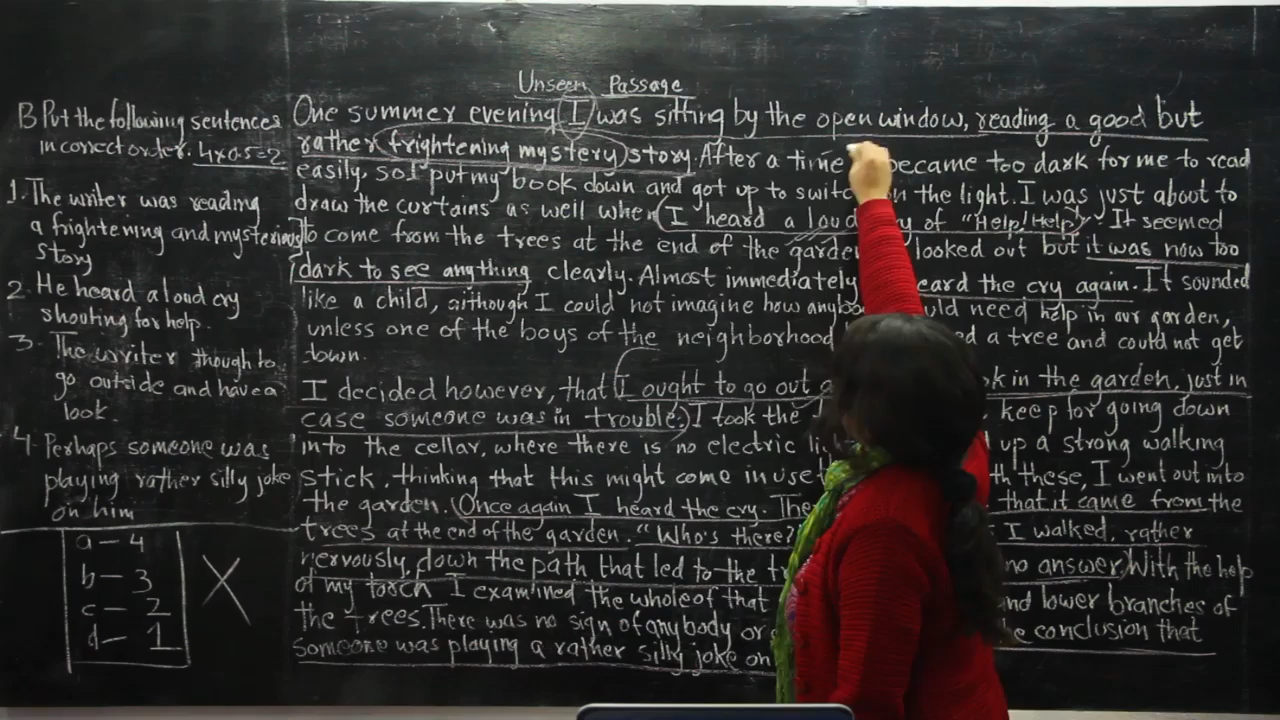 Unseen Passage
B Put the following sentences
in correct order. 4x0.5=2
1. The writer was reading
a frightening and mysterious
story
2. He heard a loud cry
shouting for help.
3. The writer though to
go outside and have a
look.
4. Perhaps someone was
playing rather silly joke
on him
a-4
b-3
c-2
d-1
One summer evening I was sitting by the open window, reading a good but
rather frightening mystery story. After a time became too dark for me to read
easily, so I put my book down and got up to switch the light. I was just about to
draw the curtains as well when I heard a loud of "Help! Help". It seemed
to come from the trees at the end of the garden looked out but it was now too
dark to see anything clearly. Almost immediately heard the cry again. It sounded
like a child, although I could not imagine how anybody could need help in our garden,
unless one of the boys of the neighborhood a tree and could not get
down.
I decided however, that I ought to go out look in the garden, just in
case someone was in trouble. I took the keep for going down
into the cellar, where there is no electric up a strong walking
stick, thinking that this might come in use these, I went out into
the garden. Once again I heard the cry. that it came from the
trees at the end of the garden. "Who's there? I walked, rather
nervously, down the path that led to the no answer. With the help
of my torch I examined the whole of that and lower branches of
the trees. There was no sign of anybody or conclusion that
someone was playing a rather silly joke on